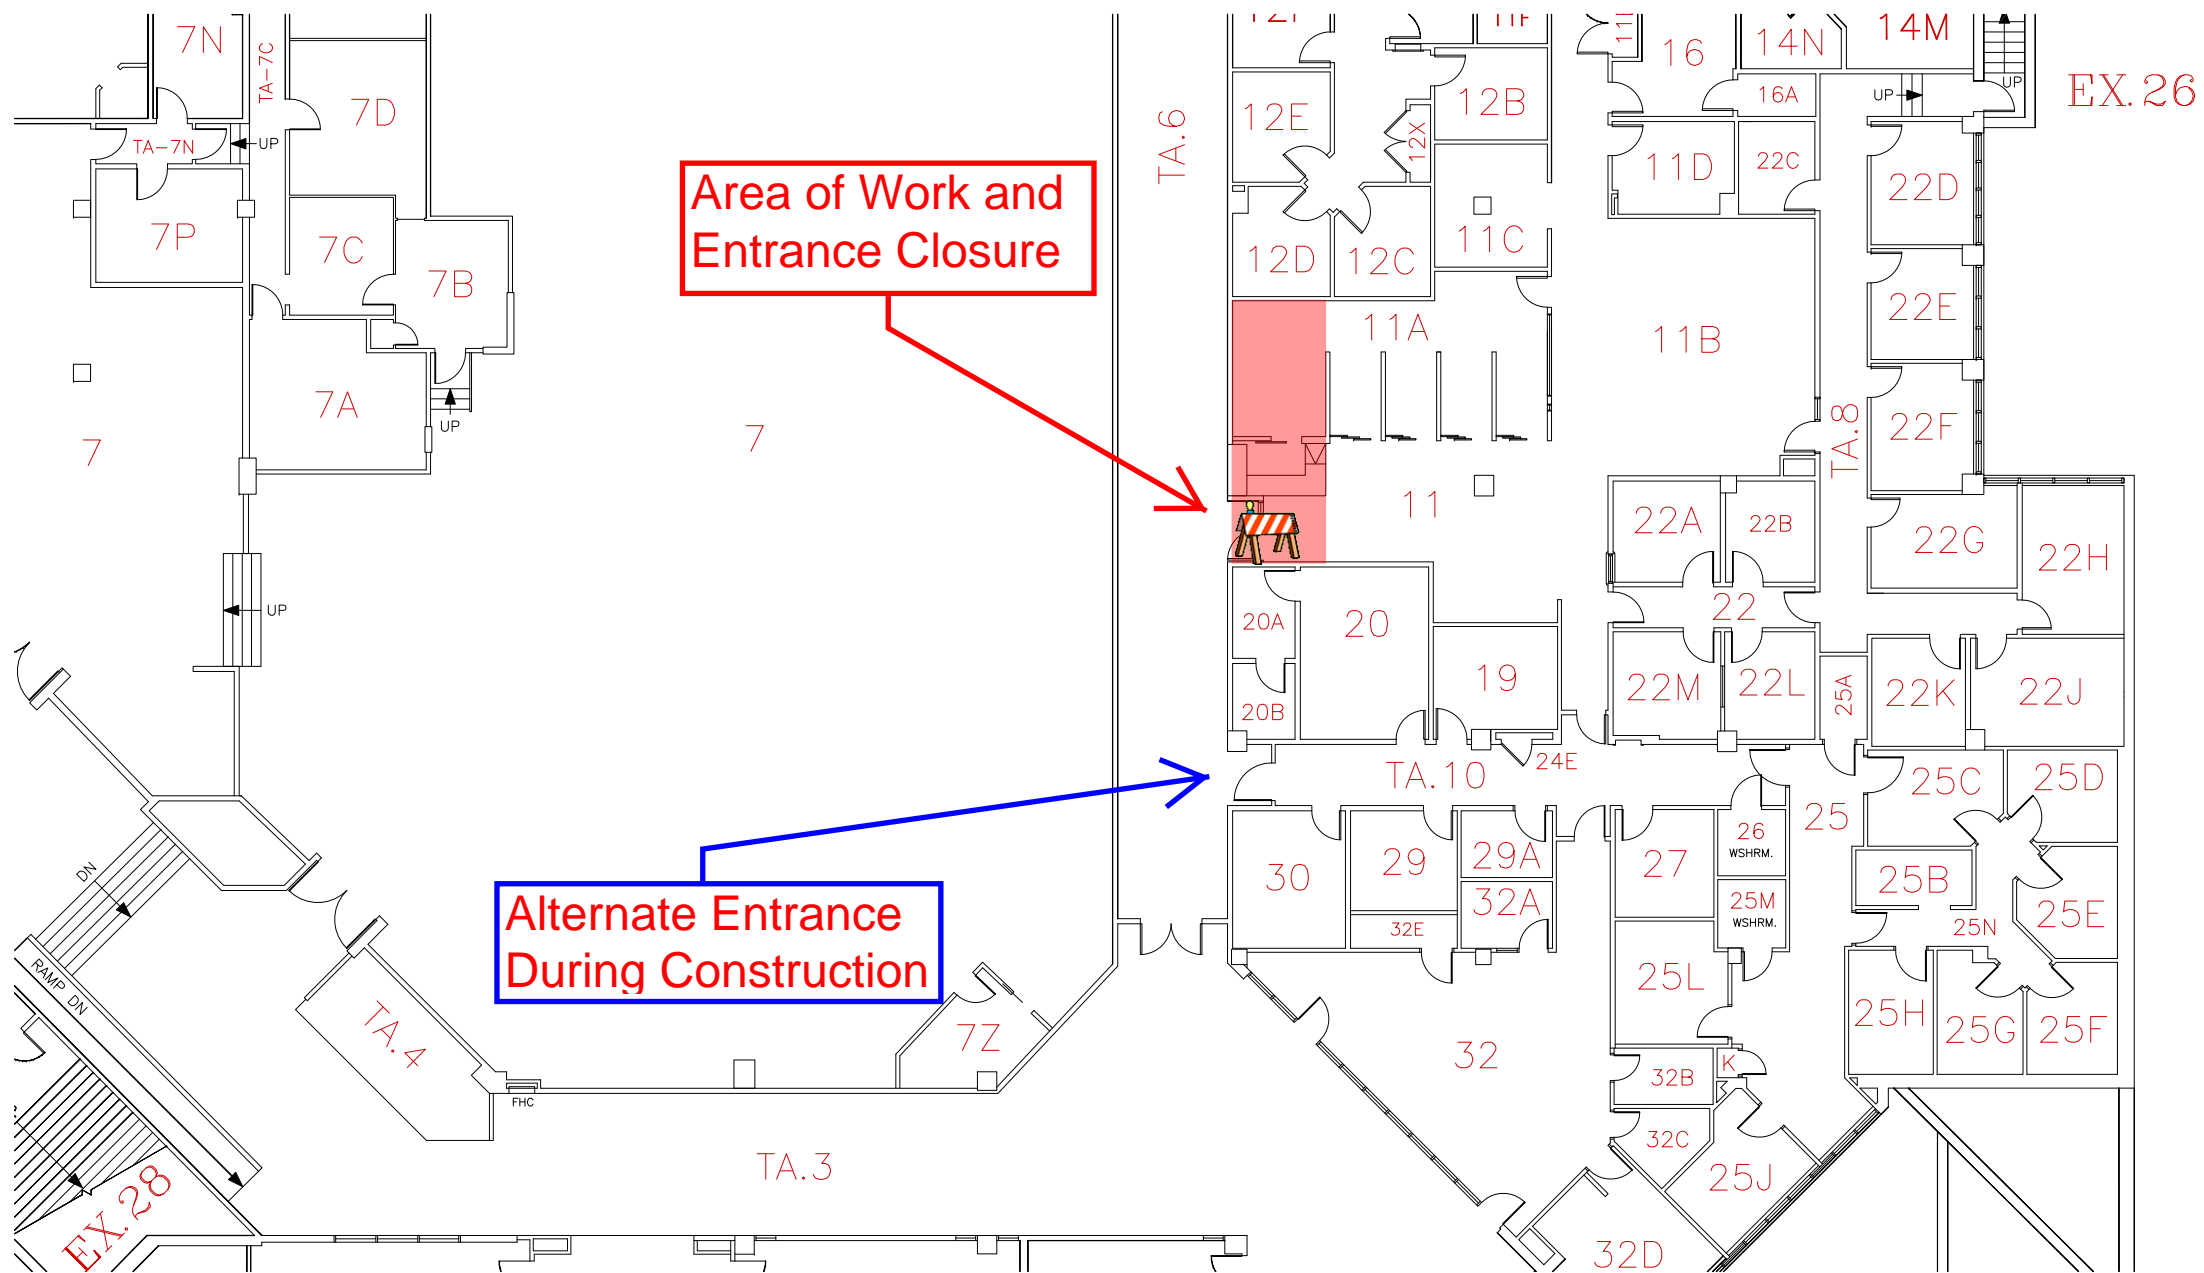 7N
TA-7C
12F
11F
16
14N
14M
UP
EX.26
7D
12E
12B
16A
UP
UP
TA-7N
TA.6
12X
11D
22C
22D
7P
7C
7B
Area of Work and
Entrance Closure
12D
12C
11C
22E
11A
11B
7A
UP
7
7
TA.8
22F
11
22A
22B
22G
22H
UP
20A
20
22
19
22M
22L
25A
22K
22J
20B
24E
TA.10
25C
25D
25
26
WSHRM.
30
29
29A
27
25B
DN
Alternate Entrance
During Construction
32A
32E
25M
WSHRM.
25N
25E
RAMP DN
TA.4
7Z
25L
25H
25G
25F
32
K
32B
FHC
32C
TA.3
25J
EX.28
32D